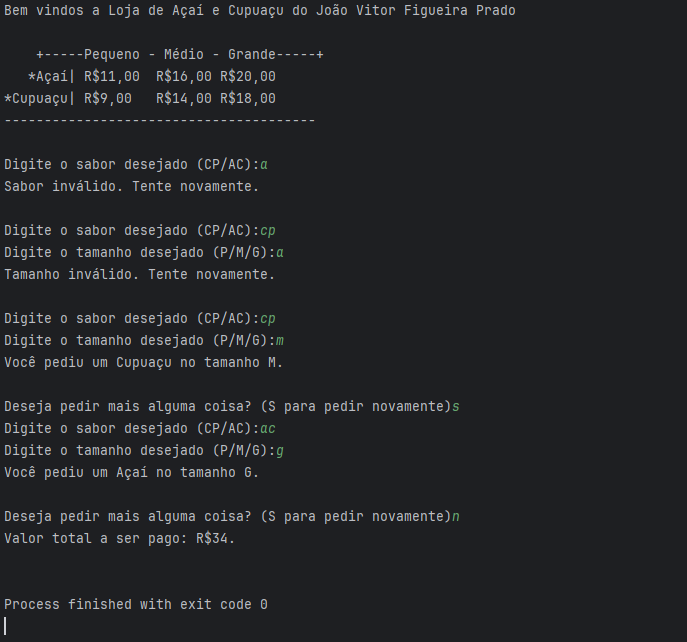 Bem vindos a Loja de Açaí e Cupuaçu do João Vitor Figueira Prado
+-----Pequeno - Médio - Grande-----+
*Açaí| R$11,00  R$16,00 R$20,00
*Cupuaçu| R$9,00   R$14,00 R$18,00
---------------------------------------
Digite o sabor desejado (CP/AC):a
Sabor inválido. Tente novamente.
Digite o sabor desejado (CP/AC):cp
Digite o tamanho desejado (P/M/G):a
Tamanho inválido. Tente novamente.
Digite o sabor desejado (CP/AC):cp
Digite o tamanho desejado (P/M/G):m
Você pediu um Cupuaçu no tamanho M.
Deseja pedir mais alguma coisa? (S para pedir novamente)s
Digite o sabor desejado (CP/AC):ac
Digite o tamanho desejado (P/M/G):g
Você pediu um Açaí no tamanho G.
Deseja pedir mais alguma coisa? (S para pedir novamente)n
Valor total a ser pago: R$34.
Process finished with exit code 0